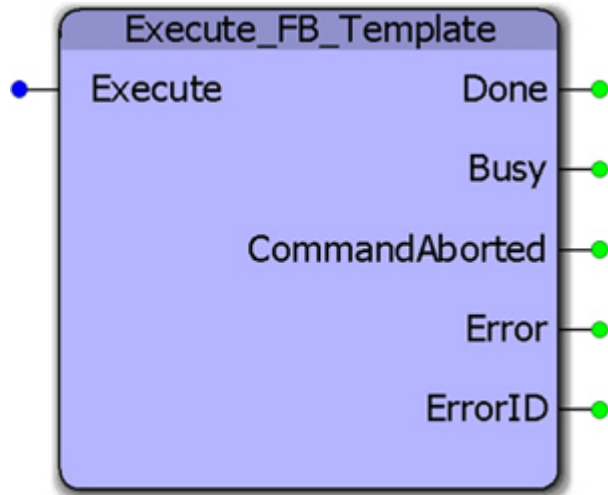 Execute_FB_Template
Execute Done
Busy
CommandAborted
Error
ErrorID